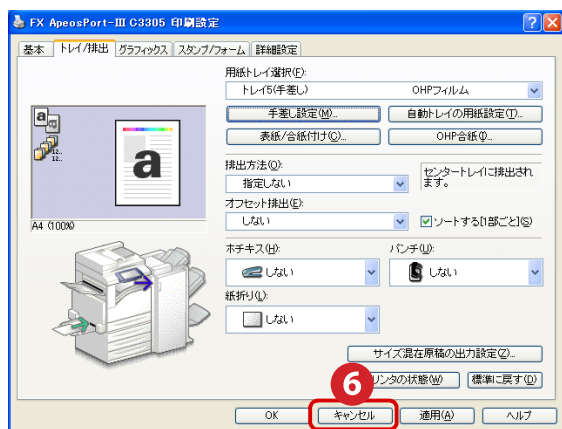 FX ApeosPort-III C3305 印刷設定
基本 トレイ/排出 グラフィックス スタンプ/フォーム 詳細設定
用紙トレイ選択(F):
トレイ5(手差し) OHPフィルム
手差し設定(M)... 自動トレイの用紙設定(T)...
表紙/合紙付け(C)... OHP合紙(I)...
a
12..
12..
a
A4 (100%)
排出方法(O):
指定しない
センタートレイに排出され
ます。
オフセット排出(E):
しない
ソートする[1部ごと](S)
ホチキス(H): パンチ(U):
しない しない
紙折り(L):
しない
サイズ混在原稿の出力設定(Z)...
6
リンタの状態(W) 標準に戻す(D)
OK キャンセル 適用(A) ヘルプ